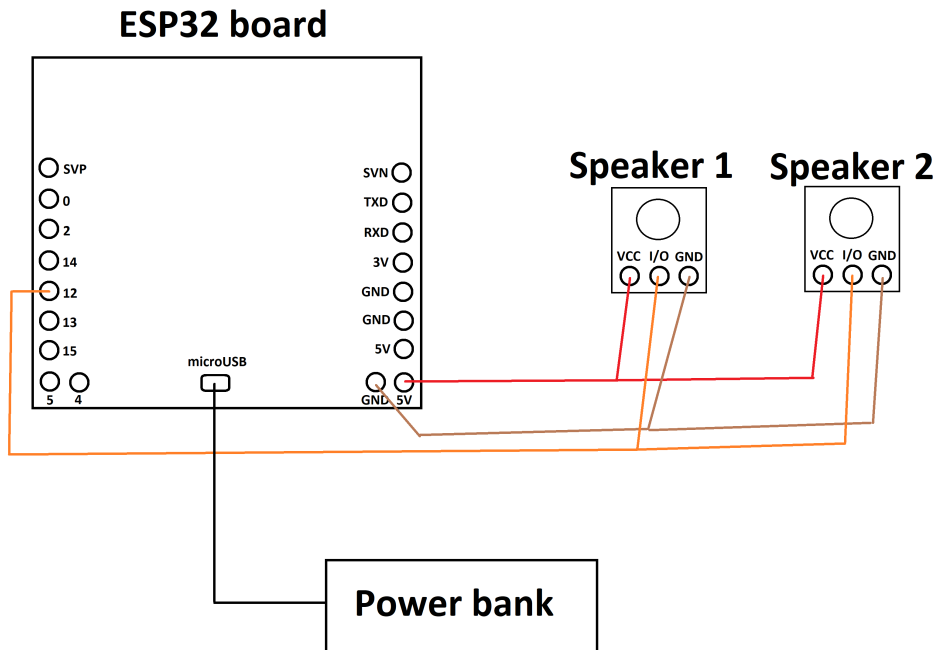 ESP32 board
SVP
0
2
14
12
13
15
5 4
microUSB
SVN
TXD
RXD
3V
GND
GND
5V
GND 5V
Speaker 1
VCC I/O GND
Speaker 2
VCC I/O GND
Power bank